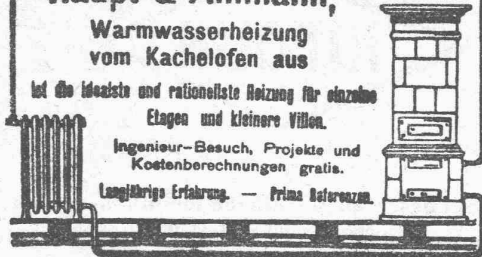 &
Warmwasserheizung
vom Kachelofen aus
ist die idealste und rationellste Heizung für einzelne
Etagen und kleinere Villen.
Ingenieur-Besuch, Projekte und
Kostenberechnungen gratis.
Langjährige Erfahrung. — Prima Referenzen.